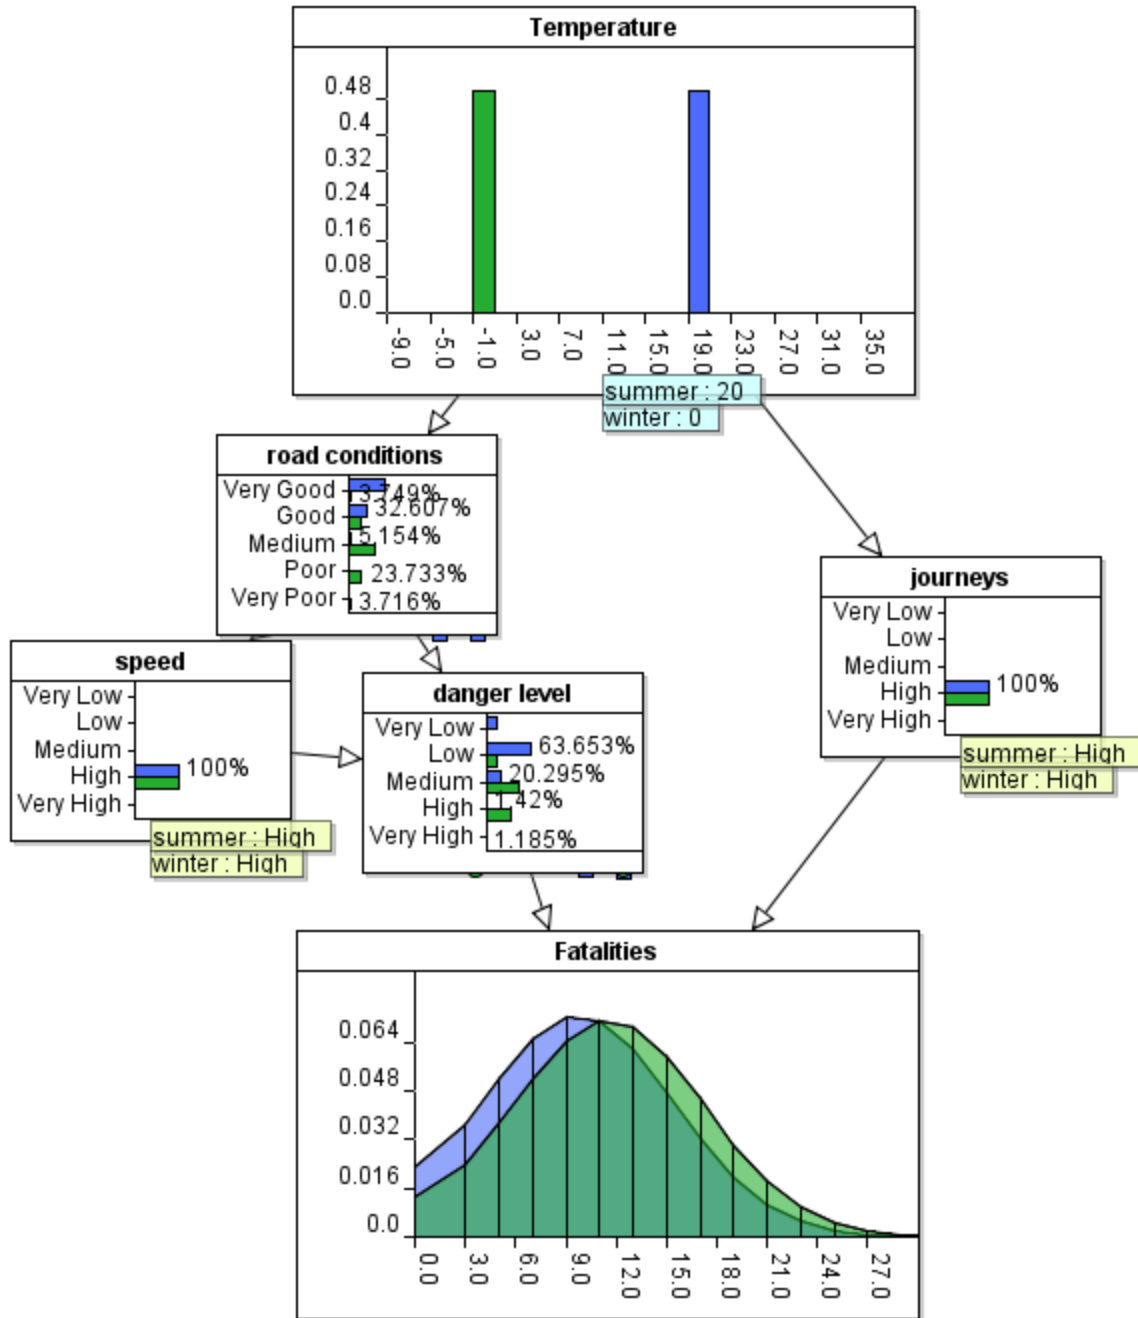 Temperature
0.48
0.4
0.32
0.24
0.16
0.08
0.0
-9.0 -5.0 -1.0 3.0 7.0 11.0 15.0 19.0 23.0 27.0 31.0 35.0
summer : 20
winter : 0
road conditions
Very Good 3.749%
Good 32.607%
Medium 5.154%
Poor 23.733%
Very Poor 3.716%
journeys
Very Low
Low
Medium
High 100%
Very High
summer : High
winter : High
speed
Very Low
Low
Medium
High 100%
Very High
summer : High
winter : High
danger level
Very Low
Low 63.653%
Medium 20.295%
High 42%
Very High 1.185%
Fatalities
0.064
0.048
0.032
0.016
0.0
0.0 3.0 6.0 9.0 12.0 15.0 18.0 21.0 24.0 27.0